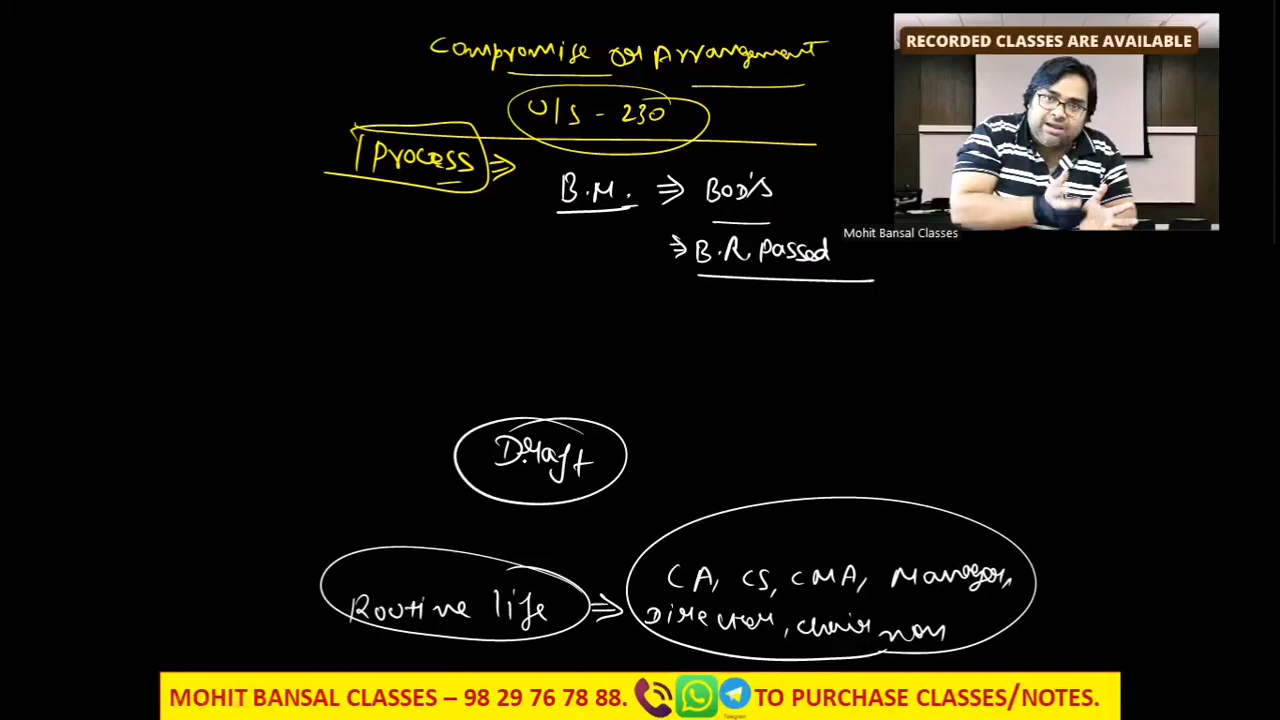 Compromise or Arrangement
U/S - 230
Process ⇒
B.M. ⇒ BOD's
⇒ B.R. Passed
RECORDED CLASSES ARE AVAILABLE
Mohit Bansal Classes
Draft
Routine life ⇒
CA, CS, CMA, Manager,
Director, chairman
MOHIT BANSAL CLASSES – 98 29 76 78 88. TO PURCHASE CLASSES/NOTES.
Telegram